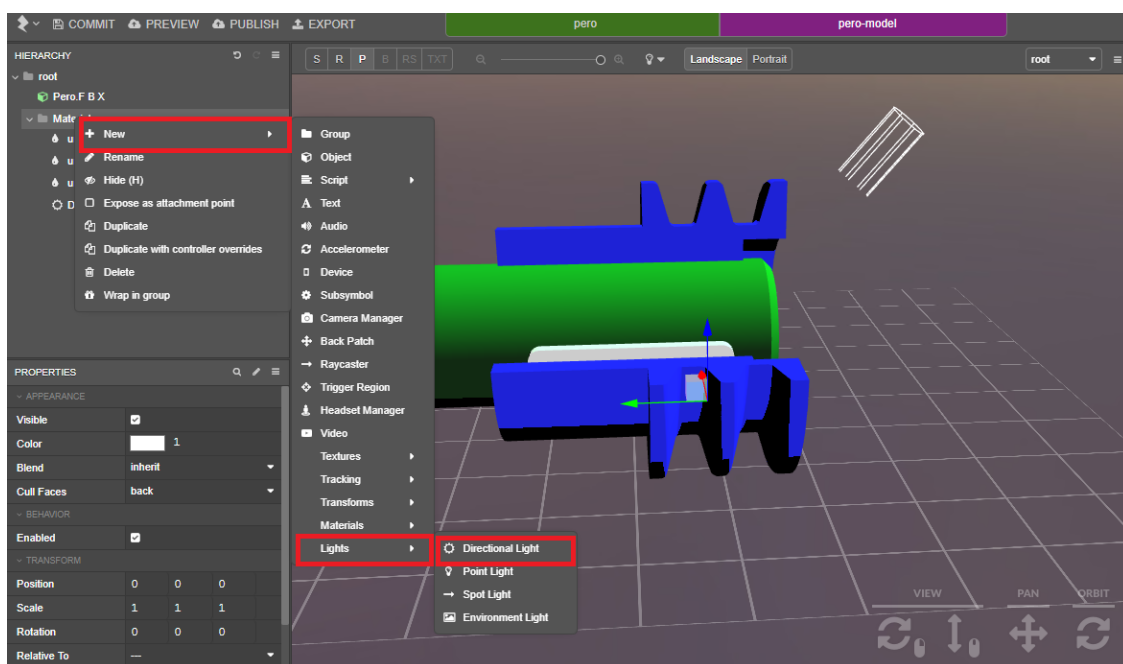 COMMIT PREVIEW PUBLISH EXPORT
pero
pero-model
HIERARCHY
root
Pero.F B X
Mate
u
u
u
D
New
Rename
Hide (H)
Expose as attachment point
Duplicate
Duplicate with controller overrides
Delete
Wrap in group
S R P B RS TXT
Landscape Portrait
root
Group
Object
Script
Text
Audio
Accelerometer
Device
Subsymbol
Camera Manager
Back Patch
Raycaster
Trigger Region
Headset Manager
Video
Textures
Tracking
Transforms
Materials
Lights
Directional Light
Point Light
Spot Light
Environment Light
PROPERTIES
APPEARANCE
Visible
Color 1
Blend inherit
Cull Faces back
BEHAVIOR
Enabled
TRANSFORM
Position 0 0 0
Scale 1 1 1
Rotation 0 0 0
Relative To ---
VIEW PAN ORBIT